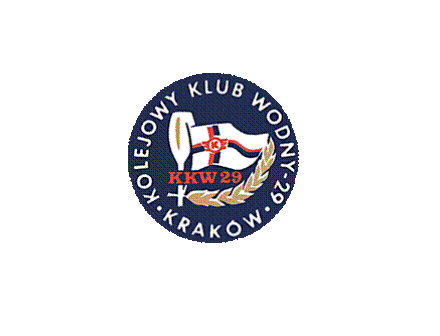 KOLEJOWY KLUB WODNY-29
K
KKW 29
• KRAKÓW •